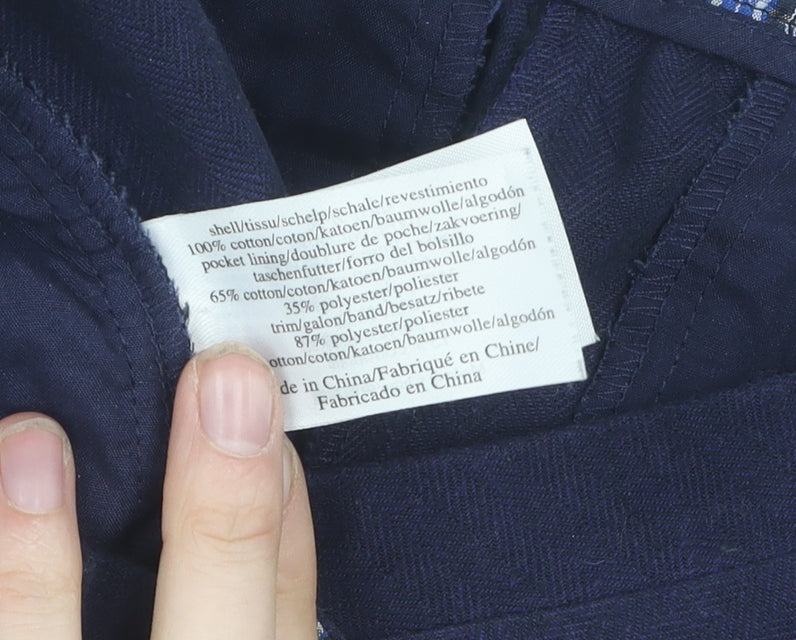 shell/tissu/schelp/schale/revestimiento
100% cotton/coton/katoen/baumwolle/algodón
pocket lining/doublure de poche/zakvoering/
taschenfutter/forro del bolsillo
65% cotton/coton/katoen/baumwolle/algodón
35% polyester/poliester
trim/galon/band/besatz/ribete
87% polyester/poliester
otton/coton/katoen/baumwolle/algodón
de in China/Fabriqué en Chine/
Fabricado en China